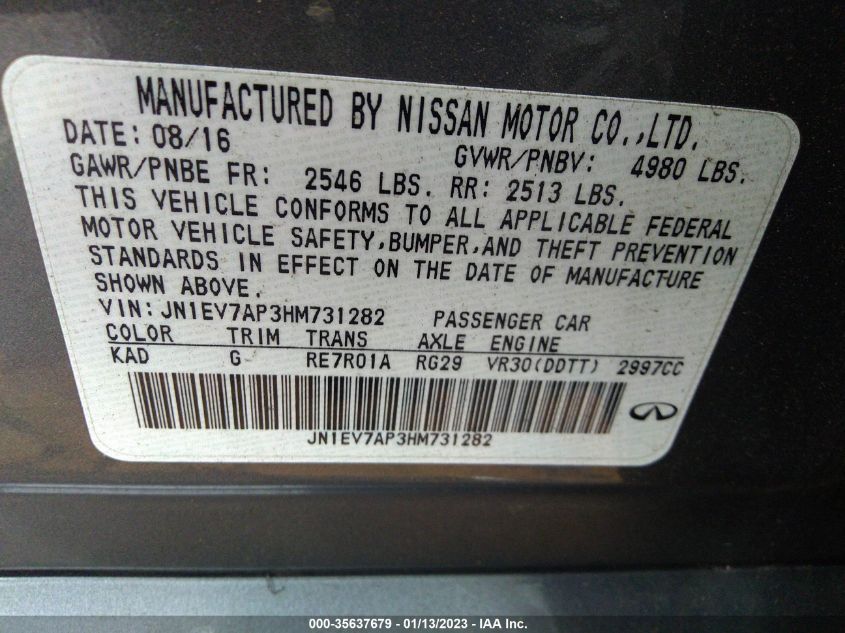 MANUFACTURED BY NISSAN MOTOR CO.,LTD.
DATE: 08/16 GVWR/PNBV: 4980 LBS.
GAWR/PNBE FR: 2546 LBS. RR: 2513 LBS.
THIS VEHICLE CONFORMS TO ALL APPLICABLE FEDERAL
MOTOR VEHICLE SAFETY,BUMPER,AND THEFT PREVENTION
STANDARDS IN EFFECT ON THE DATE OF MANUFACTURE
SHOWN ABOVE.
VIN:JN1EV7AP3HM731282 PASSENGER CAR
COLOR TRIM TRANS AXLE ENGINE
KAD G RE7R01A RG29 VR30(DDTT) 2997CC
JN1EV7AP3HM731282
000-35637679 - 01/13/2023 - IAA Inc.